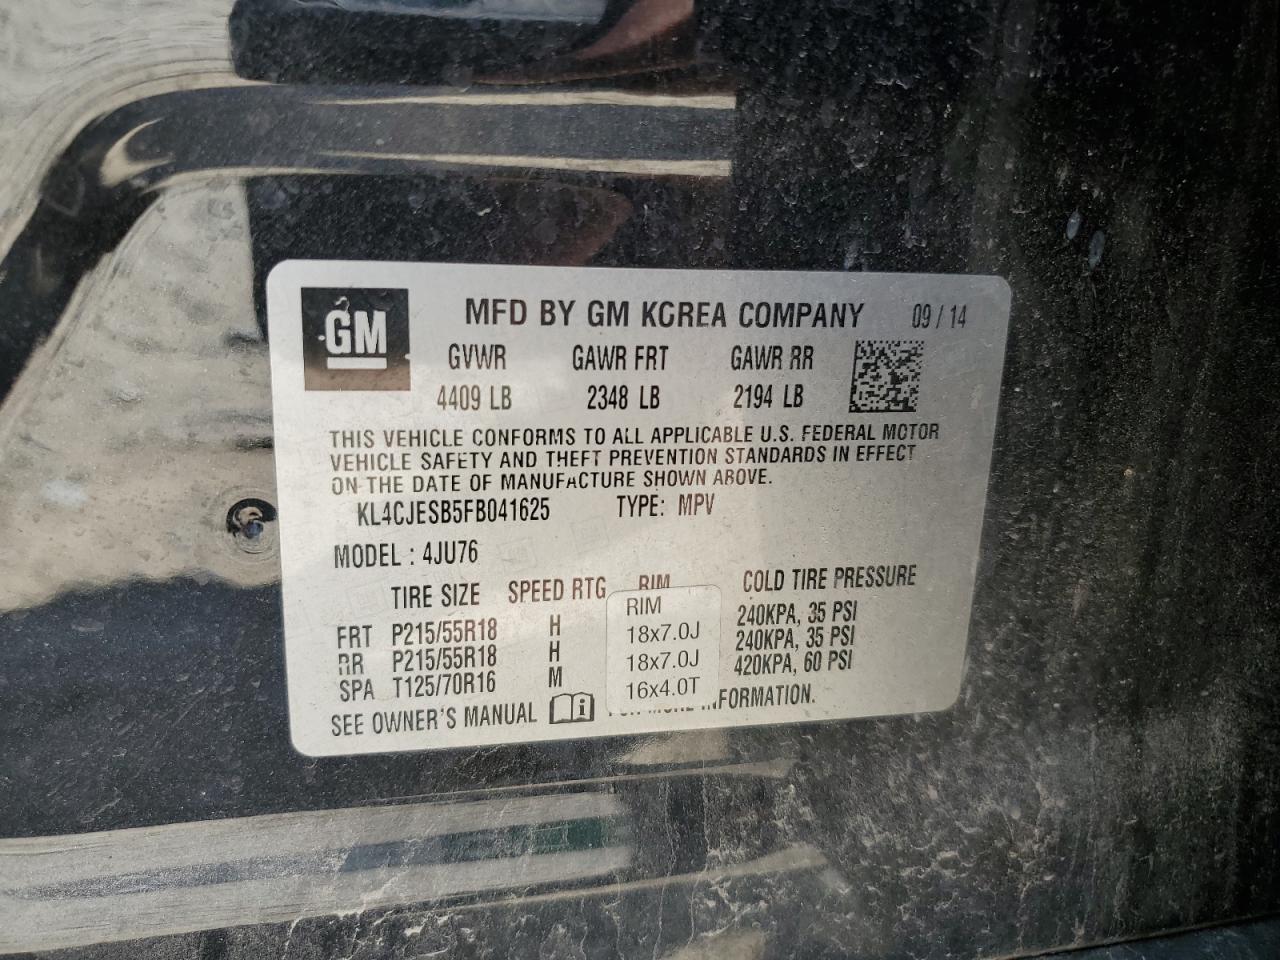 GM MFD BY GM KOREA COMPANY 09 / 14
GVWR GAWR FRT GAWR RR
4409 LB 2348 LB 2194 LB
THIS VEHICLE CONFORMS TO ALL APPLICABLE U.S. FEDERAL MOTOR
VEHICLE SAFETY AND THEFT PREVENTION STANDARDS IN EFFECT
ON THE DATE OF MANUFACTURE SHOWN ABOVE.
KL4CJESB5FB041625 TYPE: MPV
MODEL : 4JU76
TIRE SIZE SPEED RTG RIM COLD TIRE PRESSURE
RIM
FRT P215/55R18 H 18x7.0J 240KPA, 35 PSI
RR P215/55R18 H 18x7.0J 240KPA, 35 PSI
SPA T125/70R16 M 16x4.0T 420KPA, 60 PSI
SEE OWNER'S MANUAL FOR MORE INFORMATION.